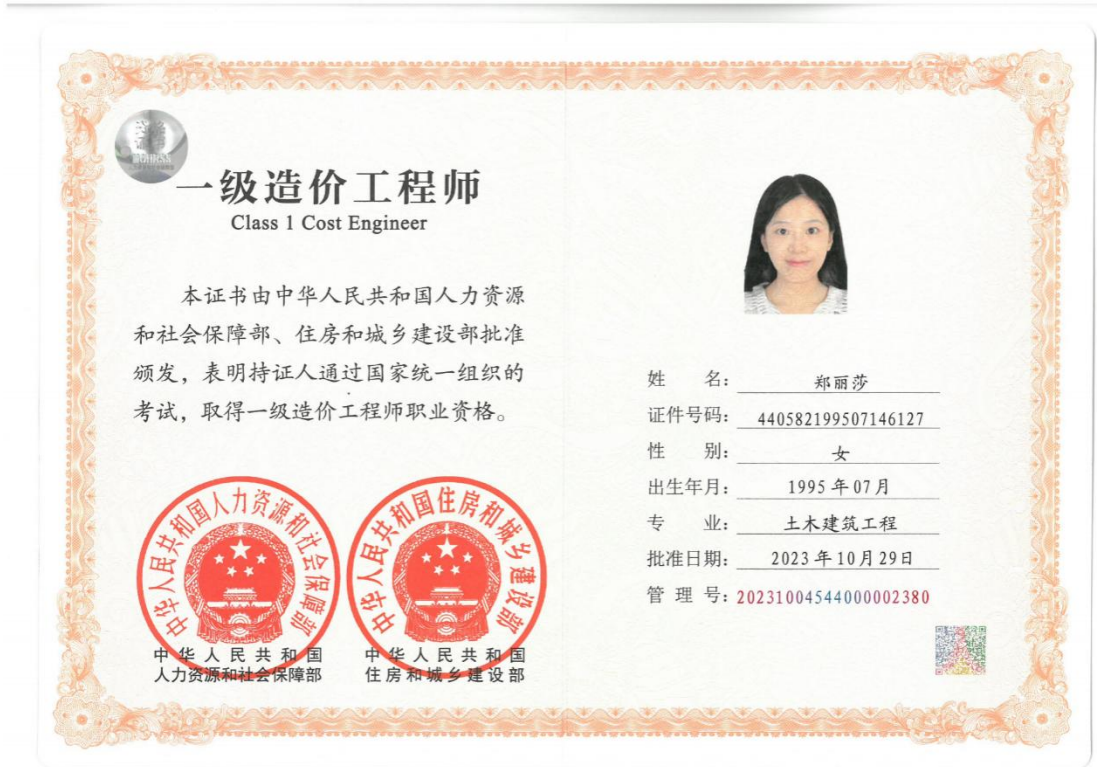 一级造价工程师
Class 1 Cost Engineer
本证书由中华人民共和国人力资源
和社会保障部、住房和城乡建设部批准
颁发，表明持证人通过国家统一组织的
考试，取得一级造价工程师职业资格。
中华人民共和国人力资源和社会保障部
中华人民共和国住房和城乡建设部
中华人民共和国
人力资源和社会保障部
中华人民共和国
住房和城乡建设部
姓 名：郑丽莎
证件号码：440582199507146127
性 别：女
出生年月：1995年07月
专 业：土木建筑工程
批准日期：2023年10月29日
管 理 号：20231004544000002380